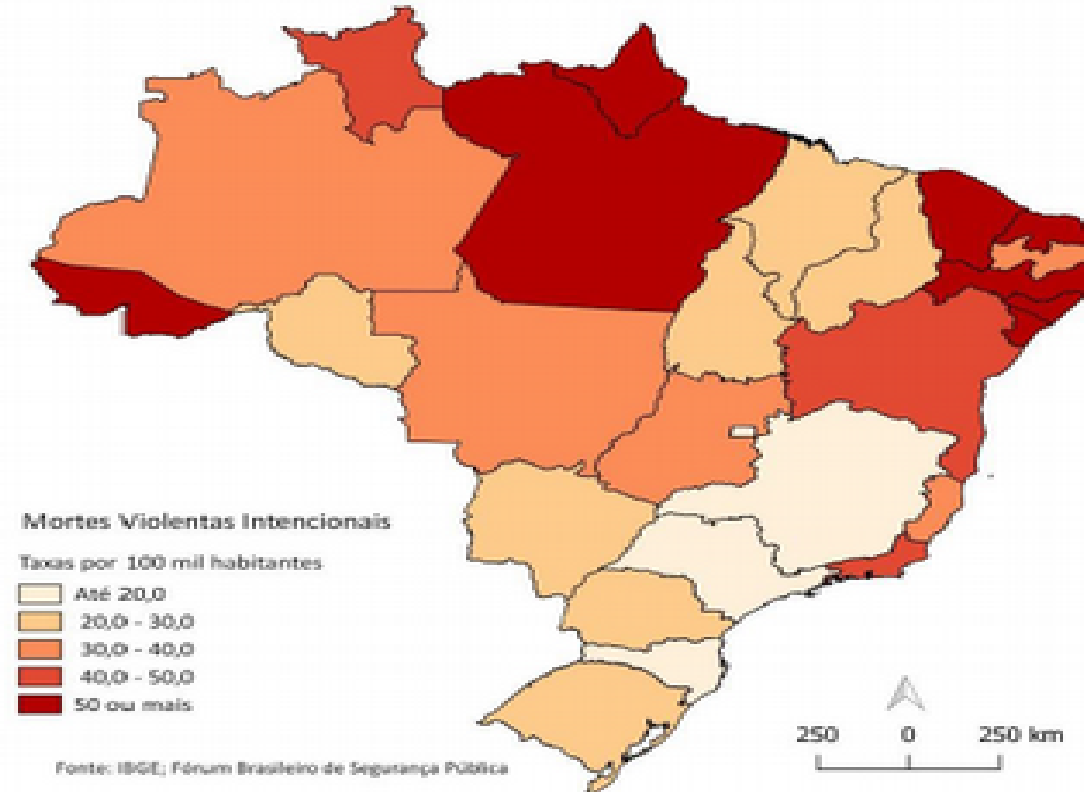 Mortes Violentas Intencionais
Taxas por 100 mil habitantes
Até 20,0
20,0 - 30,0
30,0 - 40,0
40,0 - 50,0
50 ou mais
250 0 250 km
Fonte: IBGE; Fórum Brasileiro de Segurança Pública